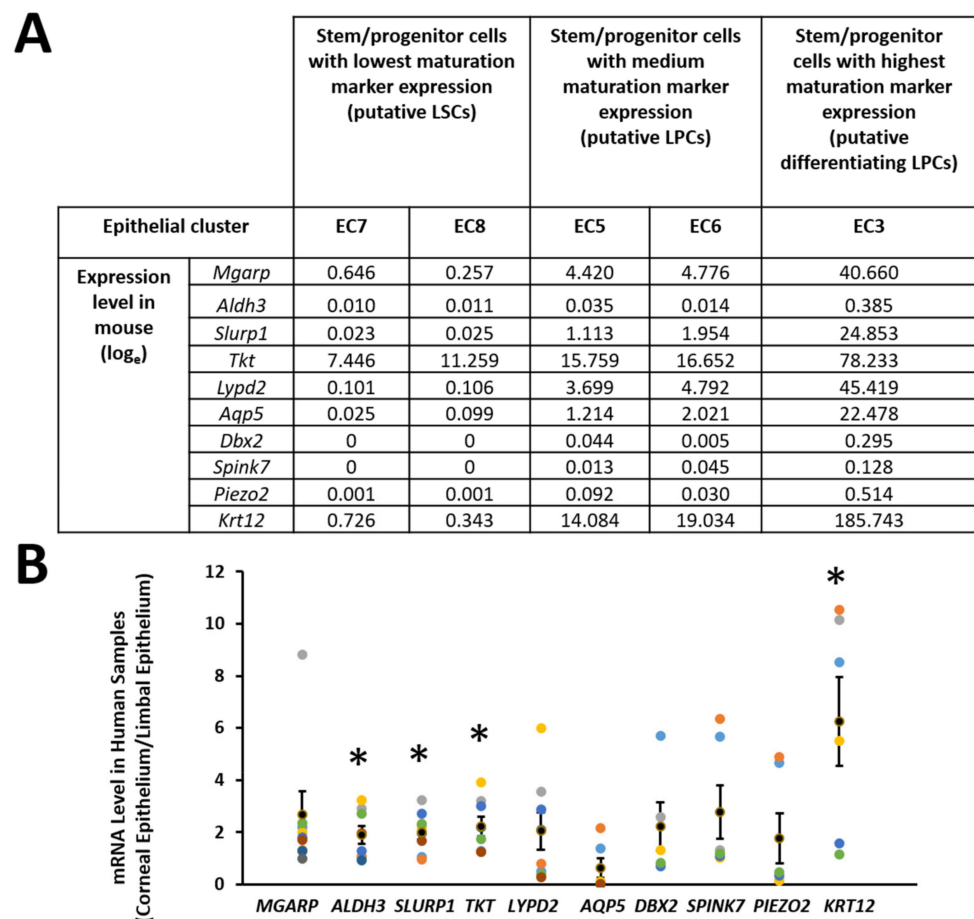 A
Stem/progenitor cells with lowest maturation marker expression (putative LSCs)
Stem/progenitor cells with medium maturation marker expression (putative LPCs)
Stem/progenitor cells with highest maturation marker expression (putative differentiating LPCs)
Epithelial cluster EC7 EC8 EC5 EC6 EC3
Expression level in mouse (logₑ)
Mgarp 0.646 0.257 4.420 4.776 40.660
Aldh3 0.010 0.011 0.035 0.014 0.385
Slurp1 0.023 0.025 1.113 1.954 24.853
Tkt 7.446 11.259 15.759 16.652 78.233
Lypd2 0.101 0.106 3.699 4.792 45.419
Aqp5 0.025 0.099 1.214 2.021 22.478
Dbx2 0 0 0.044 0.005 0.295
Spink7 0 0 0.013 0.045 0.128
Piezo2 0.001 0.001 0.092 0.030 0.514
Krt12 0.726 0.343 14.084 19.034 185.743
B
mRNA Level in Human Samples
(Corneal Epithelium/Limbal Epithelium)
12
10
8
6
4
2
0
* * * *
MGARP ALDH3 SLURP1 TKT LYPD2 AQP5 DBX2 SPINK7 PIEZO2 KRT12